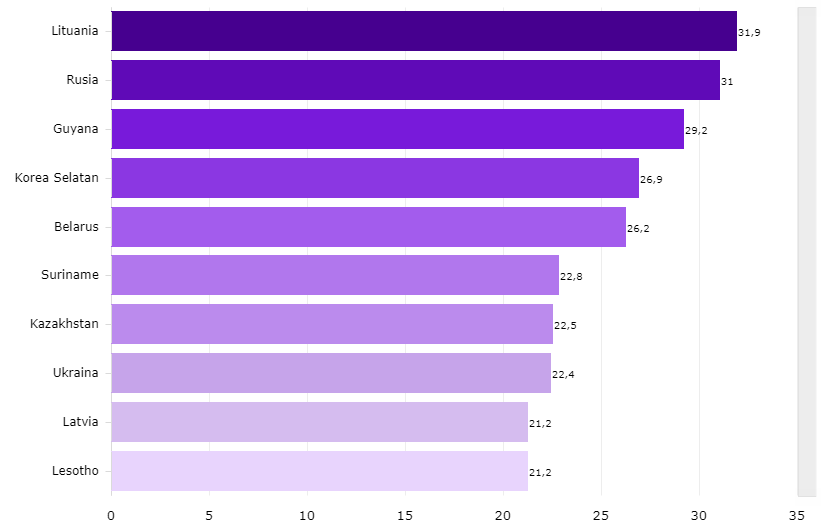 Lituania 31,9
Rusia 31
Guyana 29,2
Korea Selatan 26,9
Belarus 26,2
Suriname 22,8
Kazakhstan 22,5
Ukraina 22,4
Latvia 21,2
Lesotho 21,2
0 5 10 15 20 25 30 35